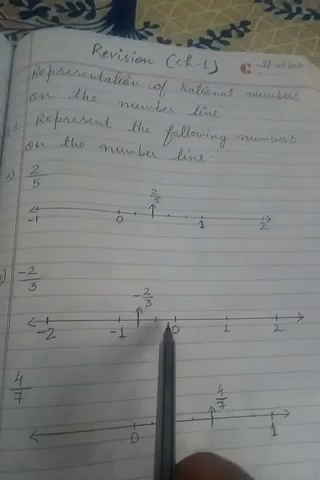 Revision (ch-1)
Representation of rational numbers
on the number line
1. Represent the following numbers
on the number line.
2/5
2/5
-1 0 1 2
-2/3
-2/3
-2 -1 0 1 2
4/7
4/7
0 1